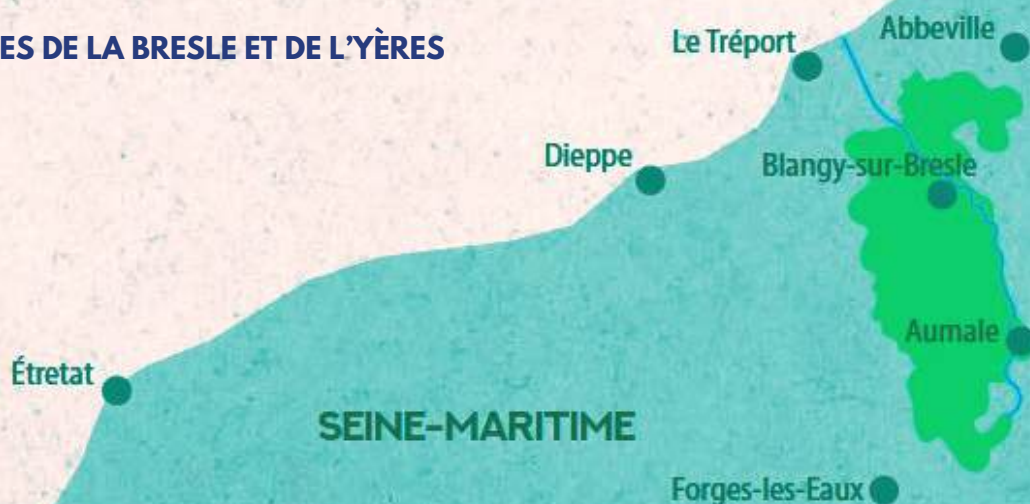 ES DE LA BRESLE ET DE L'YÈRES
Le Tréport
Abbeville
Dieppe
Blangy-sur-Bresle
Aumale
Étretat
SEINE-MARITIME
Forges-les-Eaux